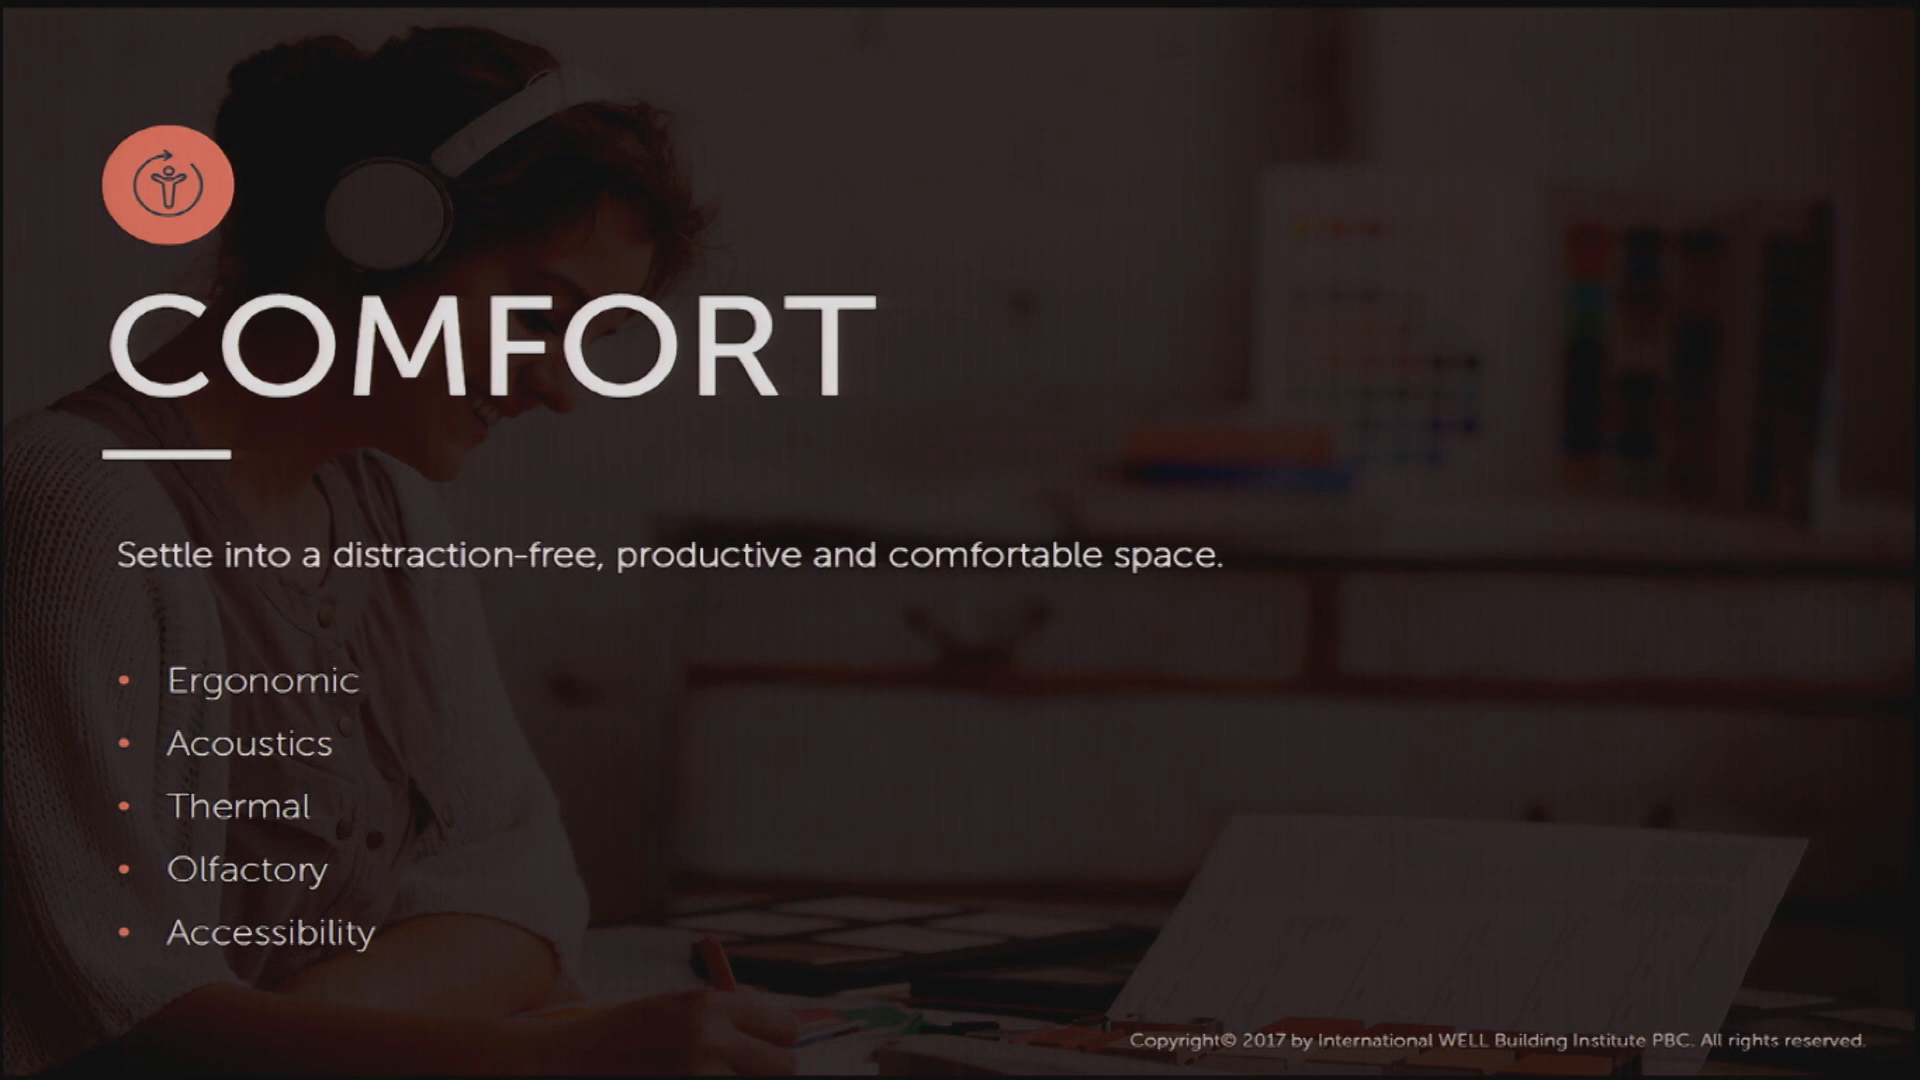 COMFORT
Settle into a distraction-free, productive and comfortable space.
• Ergonomic
• Acoustics
• Thermal
• Olfactory
• Accessibility
Copyright© 2017 by International WELL Building Institute PBC. All rights reserved.